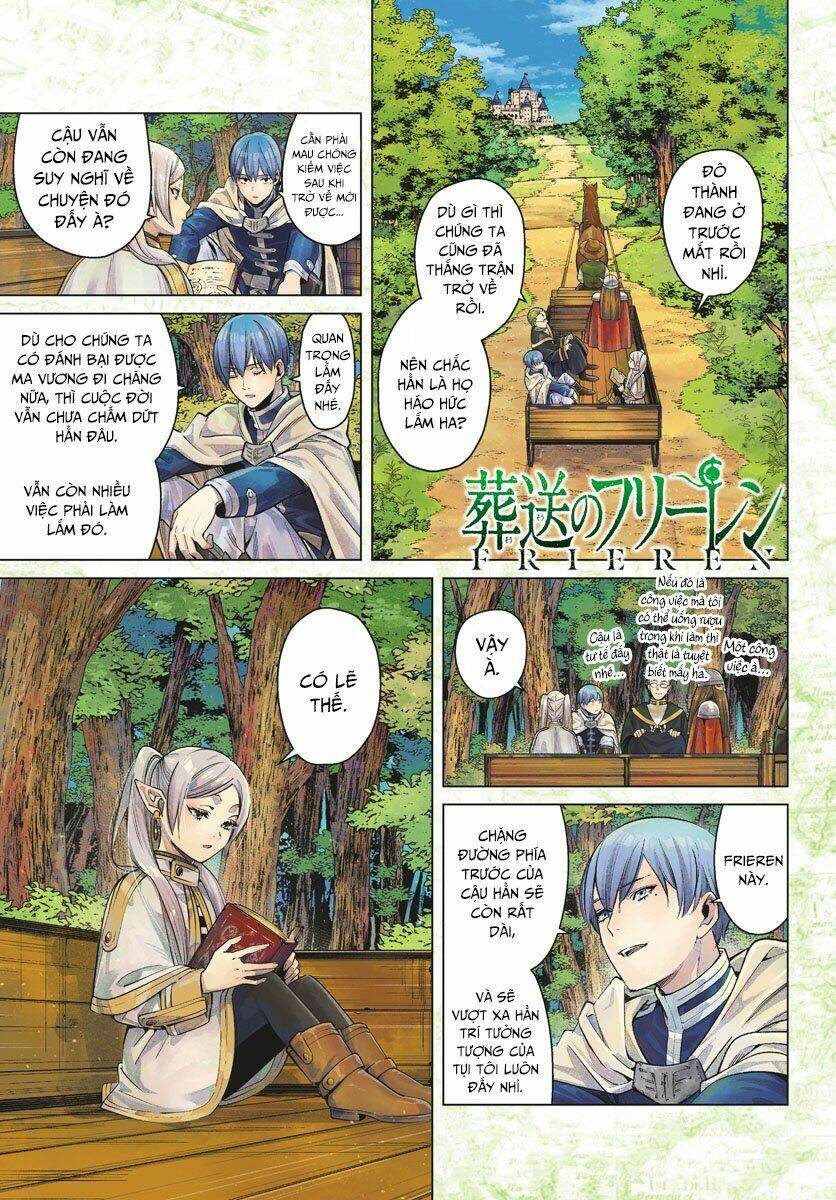 ĐÔ
THÀNH
ĐANG Ở
TRƯỚC
MẮT RỒI
NHỈ.
DÙ GÌ THÌ
CHÚNG TA
CŨNG ĐÃ
THẮNG TRẬN
TRỞ VỀ
RỒI.
NÊN CHẮC
HẲN LÀ HỌ
HÁO HỨC
LẮM HA?
葬送のフリーレン
FRIEREN
CẦN PHẢI
MAU CHÓNG
KIẾM VIỆC
SAU KHI
TRỞ VỀ MỚI
ĐƯỢC...
CẬU VẪN
CÒN ĐANG
SUY NGHĨ VỀ
CHUYỆN ĐÓ
ĐẤY À?
QUAN
TRỌNG
LẮM
ĐẤY
NHÉ.
DÙ CHO CHÚNG TA
CÓ ĐÁNH BẠI ĐƯỢC
MA VƯƠNG ĐI CHĂNG
NỮA, THÌ CUỘC ĐỜI
VẪN CHƯA CHẤM DỨT
HẲN ĐÂU.
VẪN CÒN NHIỀU
VIỆC PHẢI LÀM
LẮM ĐÓ.
Một công
việc à...
Nếu đó là
công việc mà tôi
có thể uống rượu
trong khi làm thì
thật là tuyệt
biết mấy ha.
Cậu là
tư tế đấy
nhé...
VẬY
À.
FRIEREN
NÀY.
CHẶNG
ĐƯỜNG PHÍA
TRƯỚC CỦA
CẬU HẲN SẼ
CÒN RẤT
DÀI,
VÀ SẼ
VƯỢT XA HẲN
TRÍ TƯỞNG
TƯỢNG CỦA
TỤI TÔI LUÔN
ĐẤY NHỈ.
CÓ LẼ
THẾ.